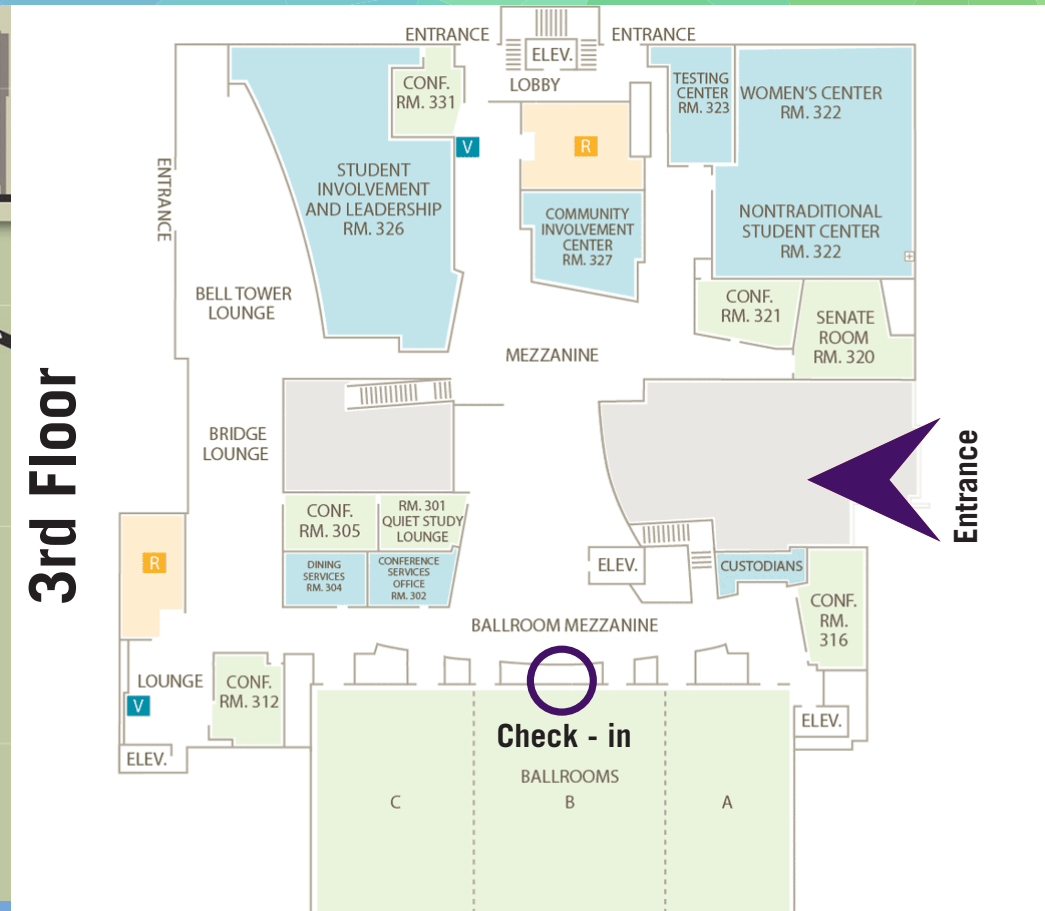 3rd Floor
ENTRANCE
ENTRANCE
ELEV.
LOBBY
CONF.
RM. 331
V
R
TESTING
CENTER
RM. 323
WOMEN'S CENTER
RM. 322
ENTRANCE
STUDENT
INVOLVEMENT
AND LEADERSHIP
RM. 326
COMMUNITY
INVOLVEMENT
CENTER
RM. 327
NONTRADITIONAL
STUDENT CENTER
RM. 322
BELL TOWER
LOUNGE
CONF.
RM. 321
SENATE
ROOM
RM. 320
MEZZANINE
BRIDGE
LOUNGE
Entrance
CONF.
RM. 305
RM. 301
QUIET STUDY
LOUNGE
R
DINING
SERVICES
RM. 304
CONFERENCE
SERVICES
OFFICE
RM. 302
ELEV.
CUSTODIANS
CONF.
RM.
316
BALLROOM MEZZANINE
LOUNGE
V
CONF.
RM. 312
ELEV.
ELEV.
Check - in
BALLROOMS
C
B
A